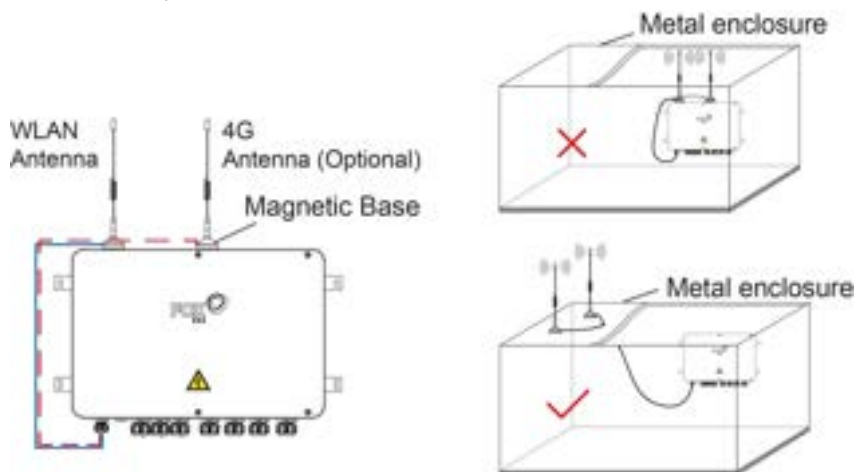 WLAN
Antenna
4G
Antenna (Optional)
Magnetic Base
Metal enclosure
Metal enclosure